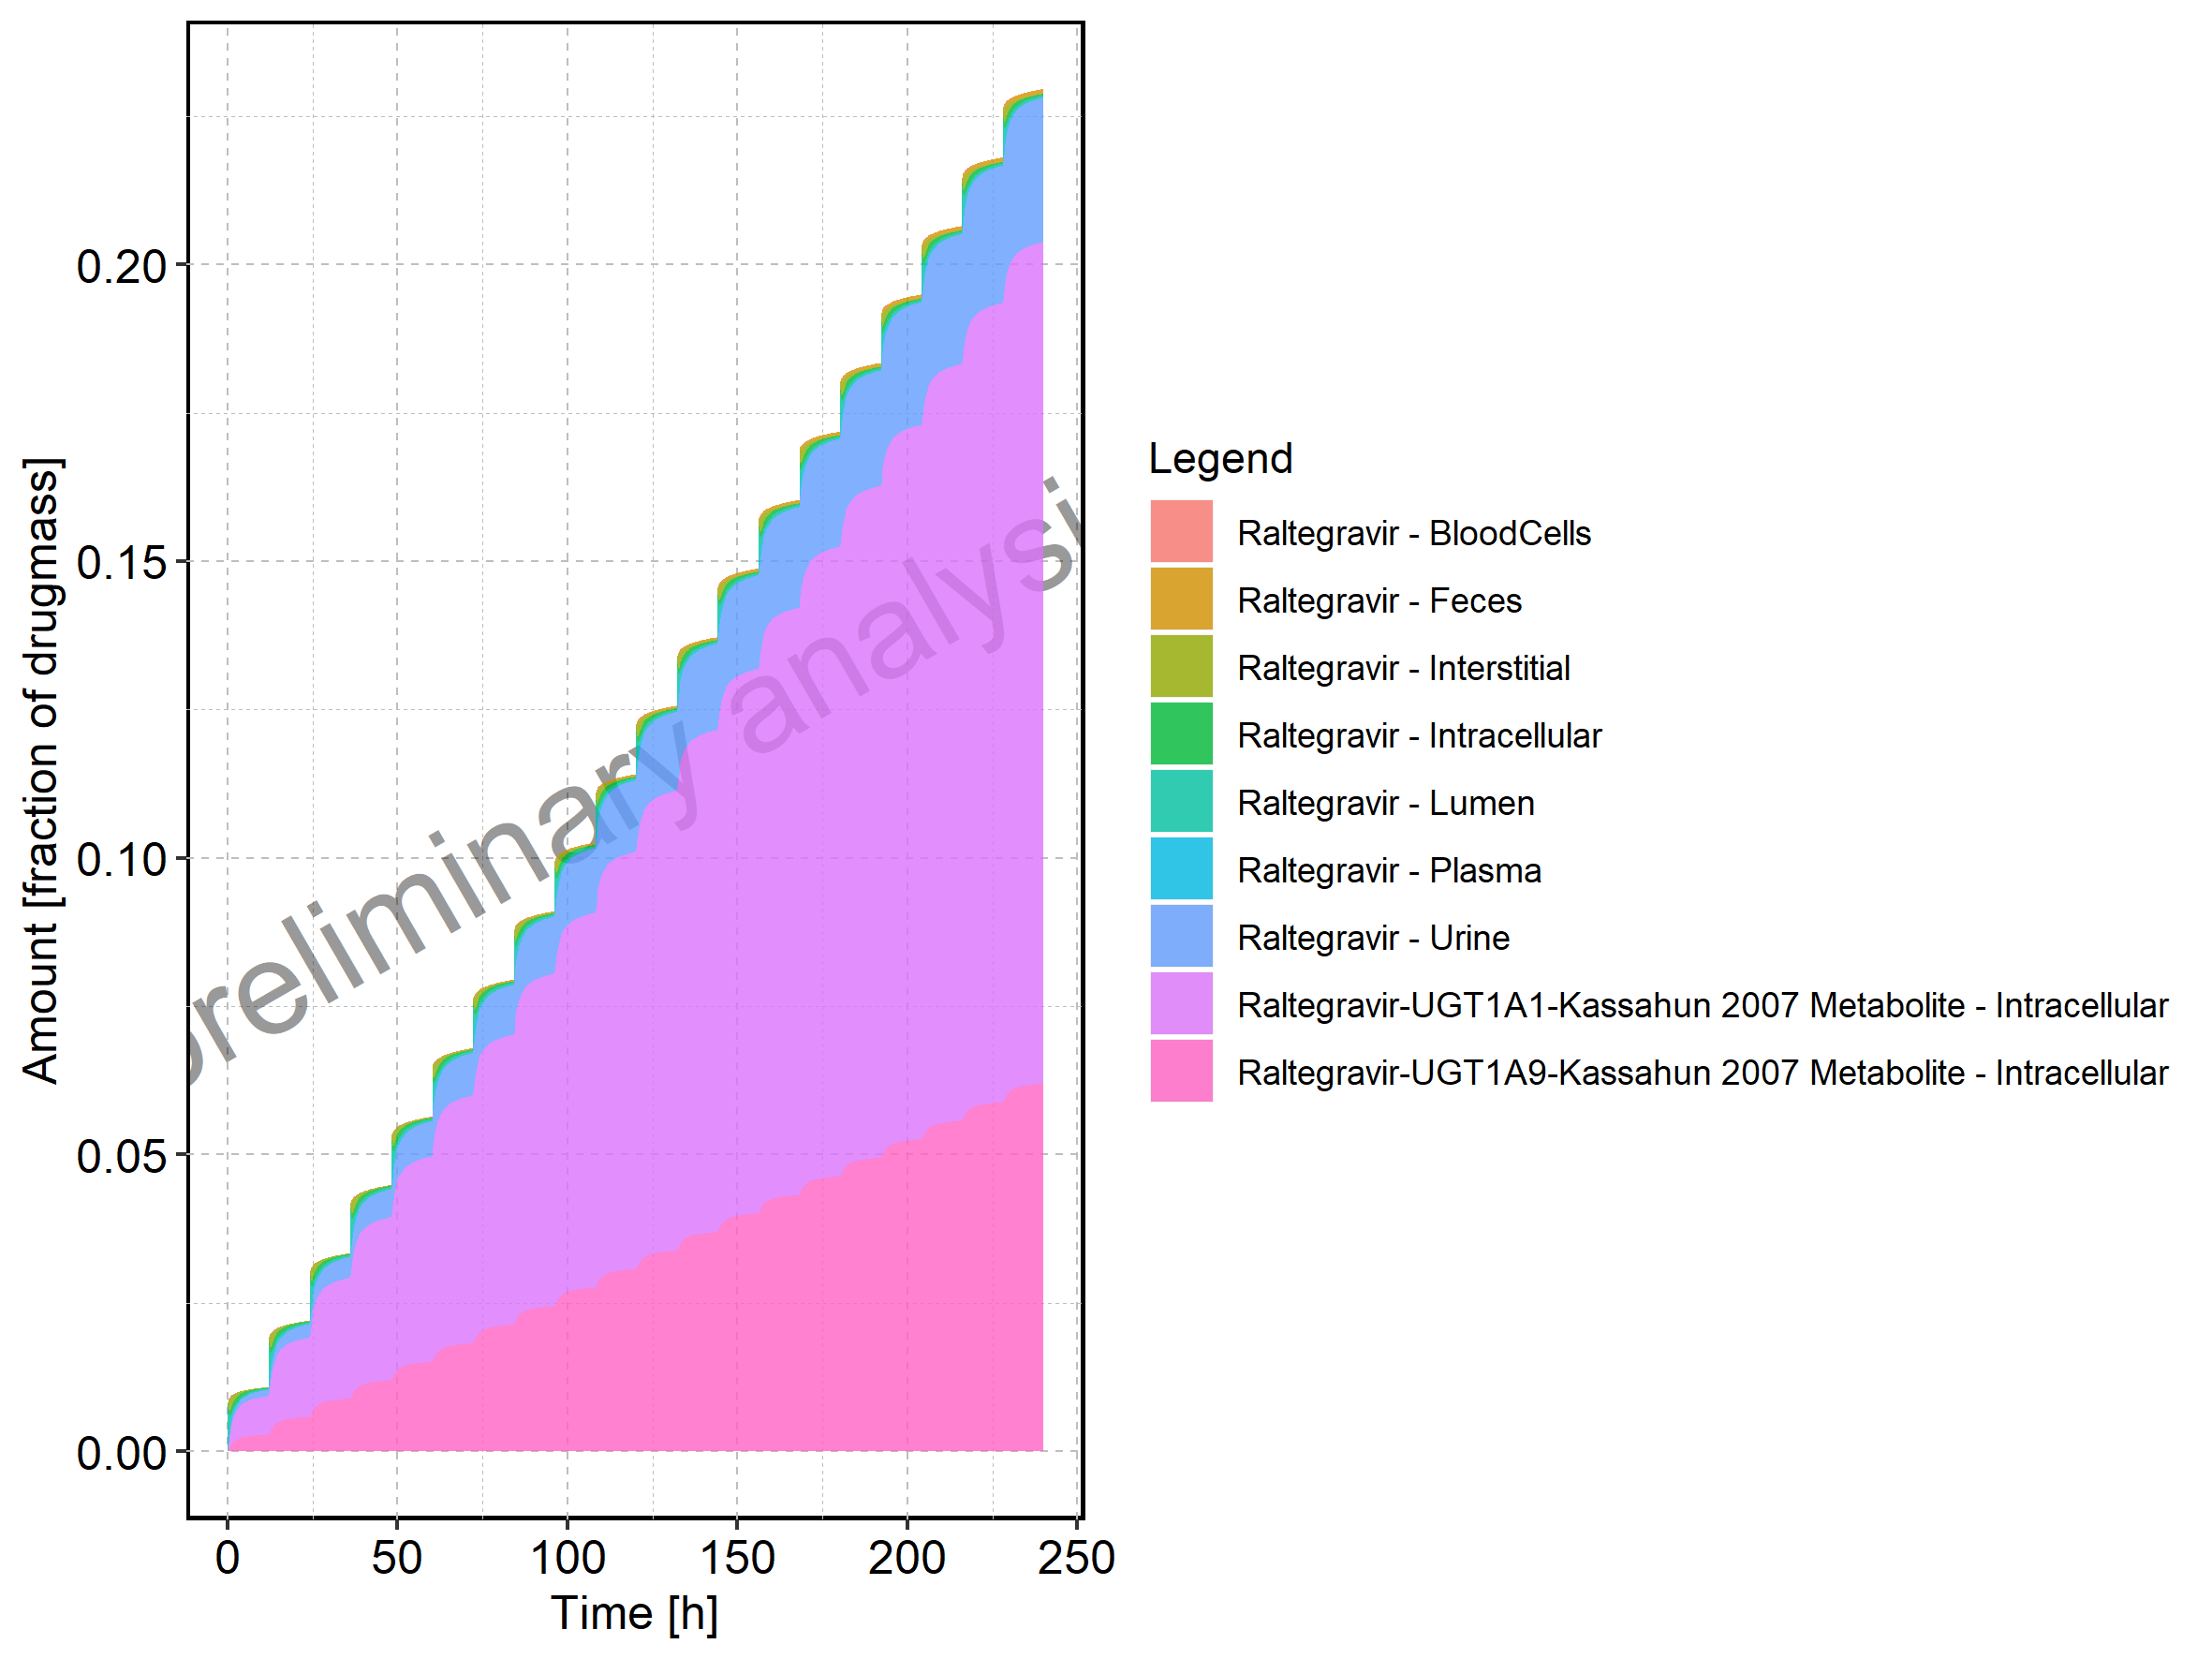 0.20
0.15
0.10
0.05
0.00
0 50 100 150 200 250
Time [h]
Amount [fraction of drugmass]
preliminary analysis
Legend
Raltegravir - BloodCells
Raltegravir - Feces
Raltegravir - Interstitial
Raltegravir - Intracellular
Raltegravir - Lumen
Raltegravir - Plasma
Raltegravir - Urine
Raltegravir-UGT1A1-Kassahun 2007 Metabolite - Intracellular
Raltegravir-UGT1A9-Kassahun 2007 Metabolite - Intracellular